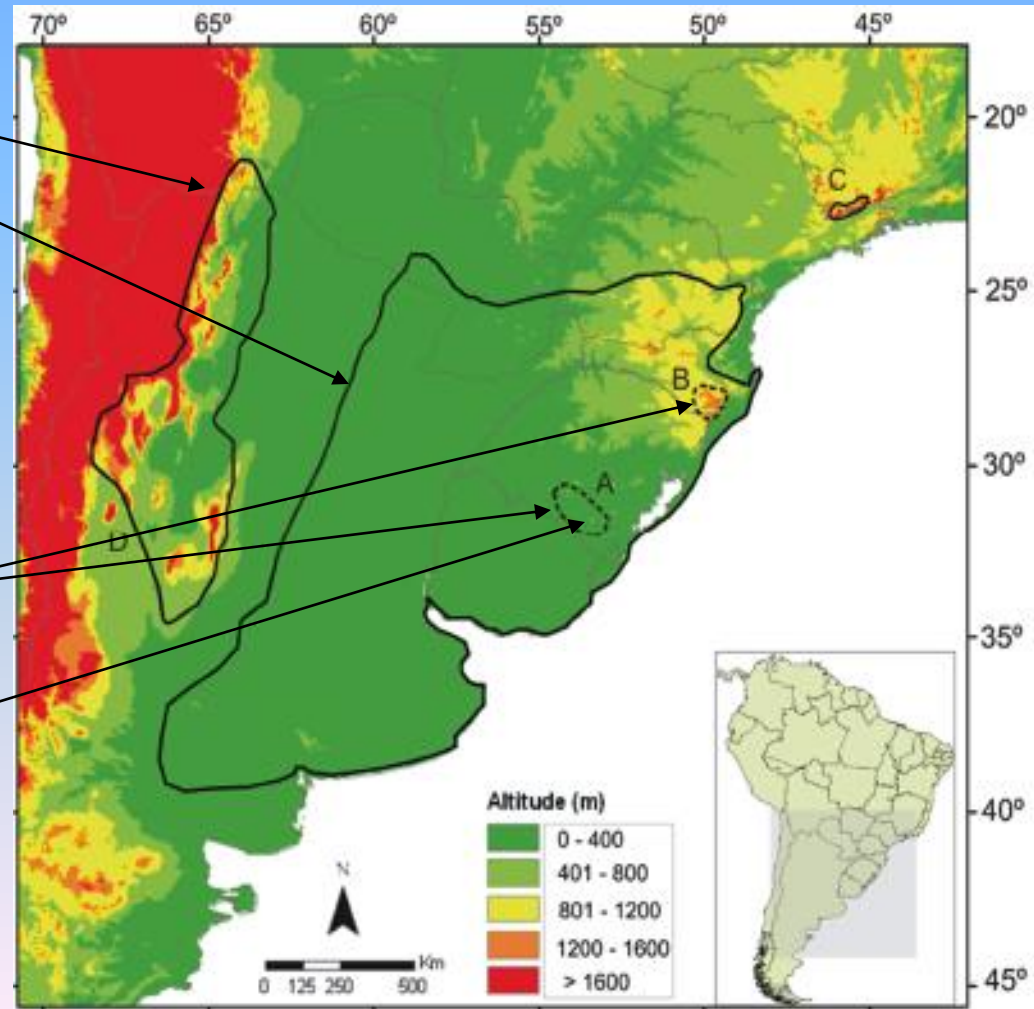 70º 65º 60º 55º 50º 45º
20º
C
25º
B
30º
A
D
35º
Altitude (m)
0 - 400
40º
401 - 800
N
801 - 1200
1200 - 1600
Km
0 125 250 500
> 1600
45º